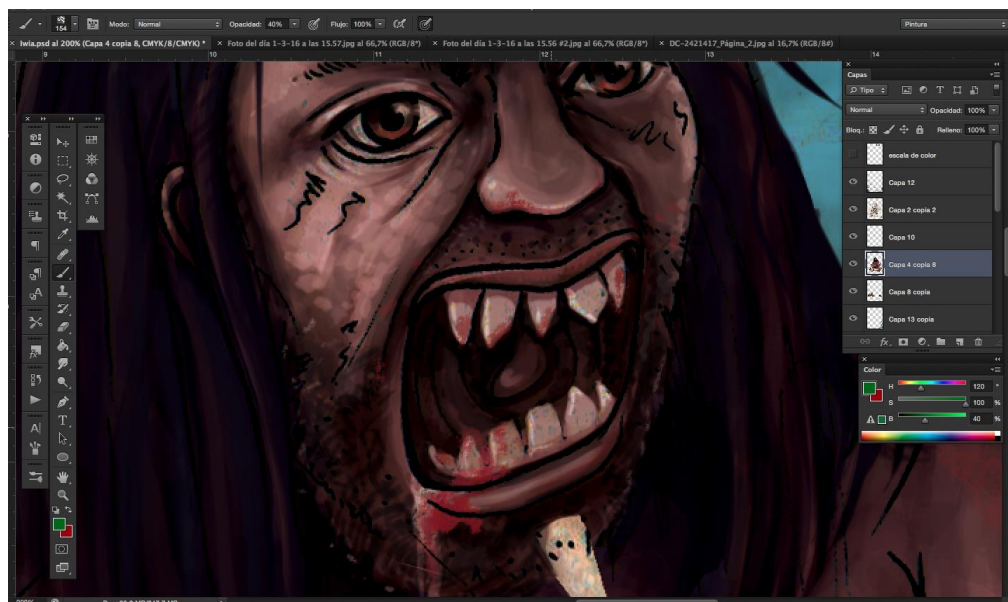 154 Modo: Normal Opacidad: 40% Flujo: 100% Pintura
× lwia.psd al 200% (Capa 4 copia 8, CMYK/8/CMYK) * × Foto del día 1-3-16 a las 15.57.jpg al 66,7% (RGB/8*) × Foto del día 1-3-16 a las 15.56 #2.jpg al 66,7% (RGB/8*) × DC-2421417_Página_2.jpg al 16,7% (RGB/8#)
9 10 11 12 14
Capas
Tipo T
Normal Opacidad: 100%
Bloq.: Relleno: 100%
escala de color
Capa 12
Capa 2 copia 2
Capa 10
Capa 4 copia 8
Capa 8 copia
Capa 13 copia
fx
Color
H 120 °
S 100 %
B 40 %
A
A
T